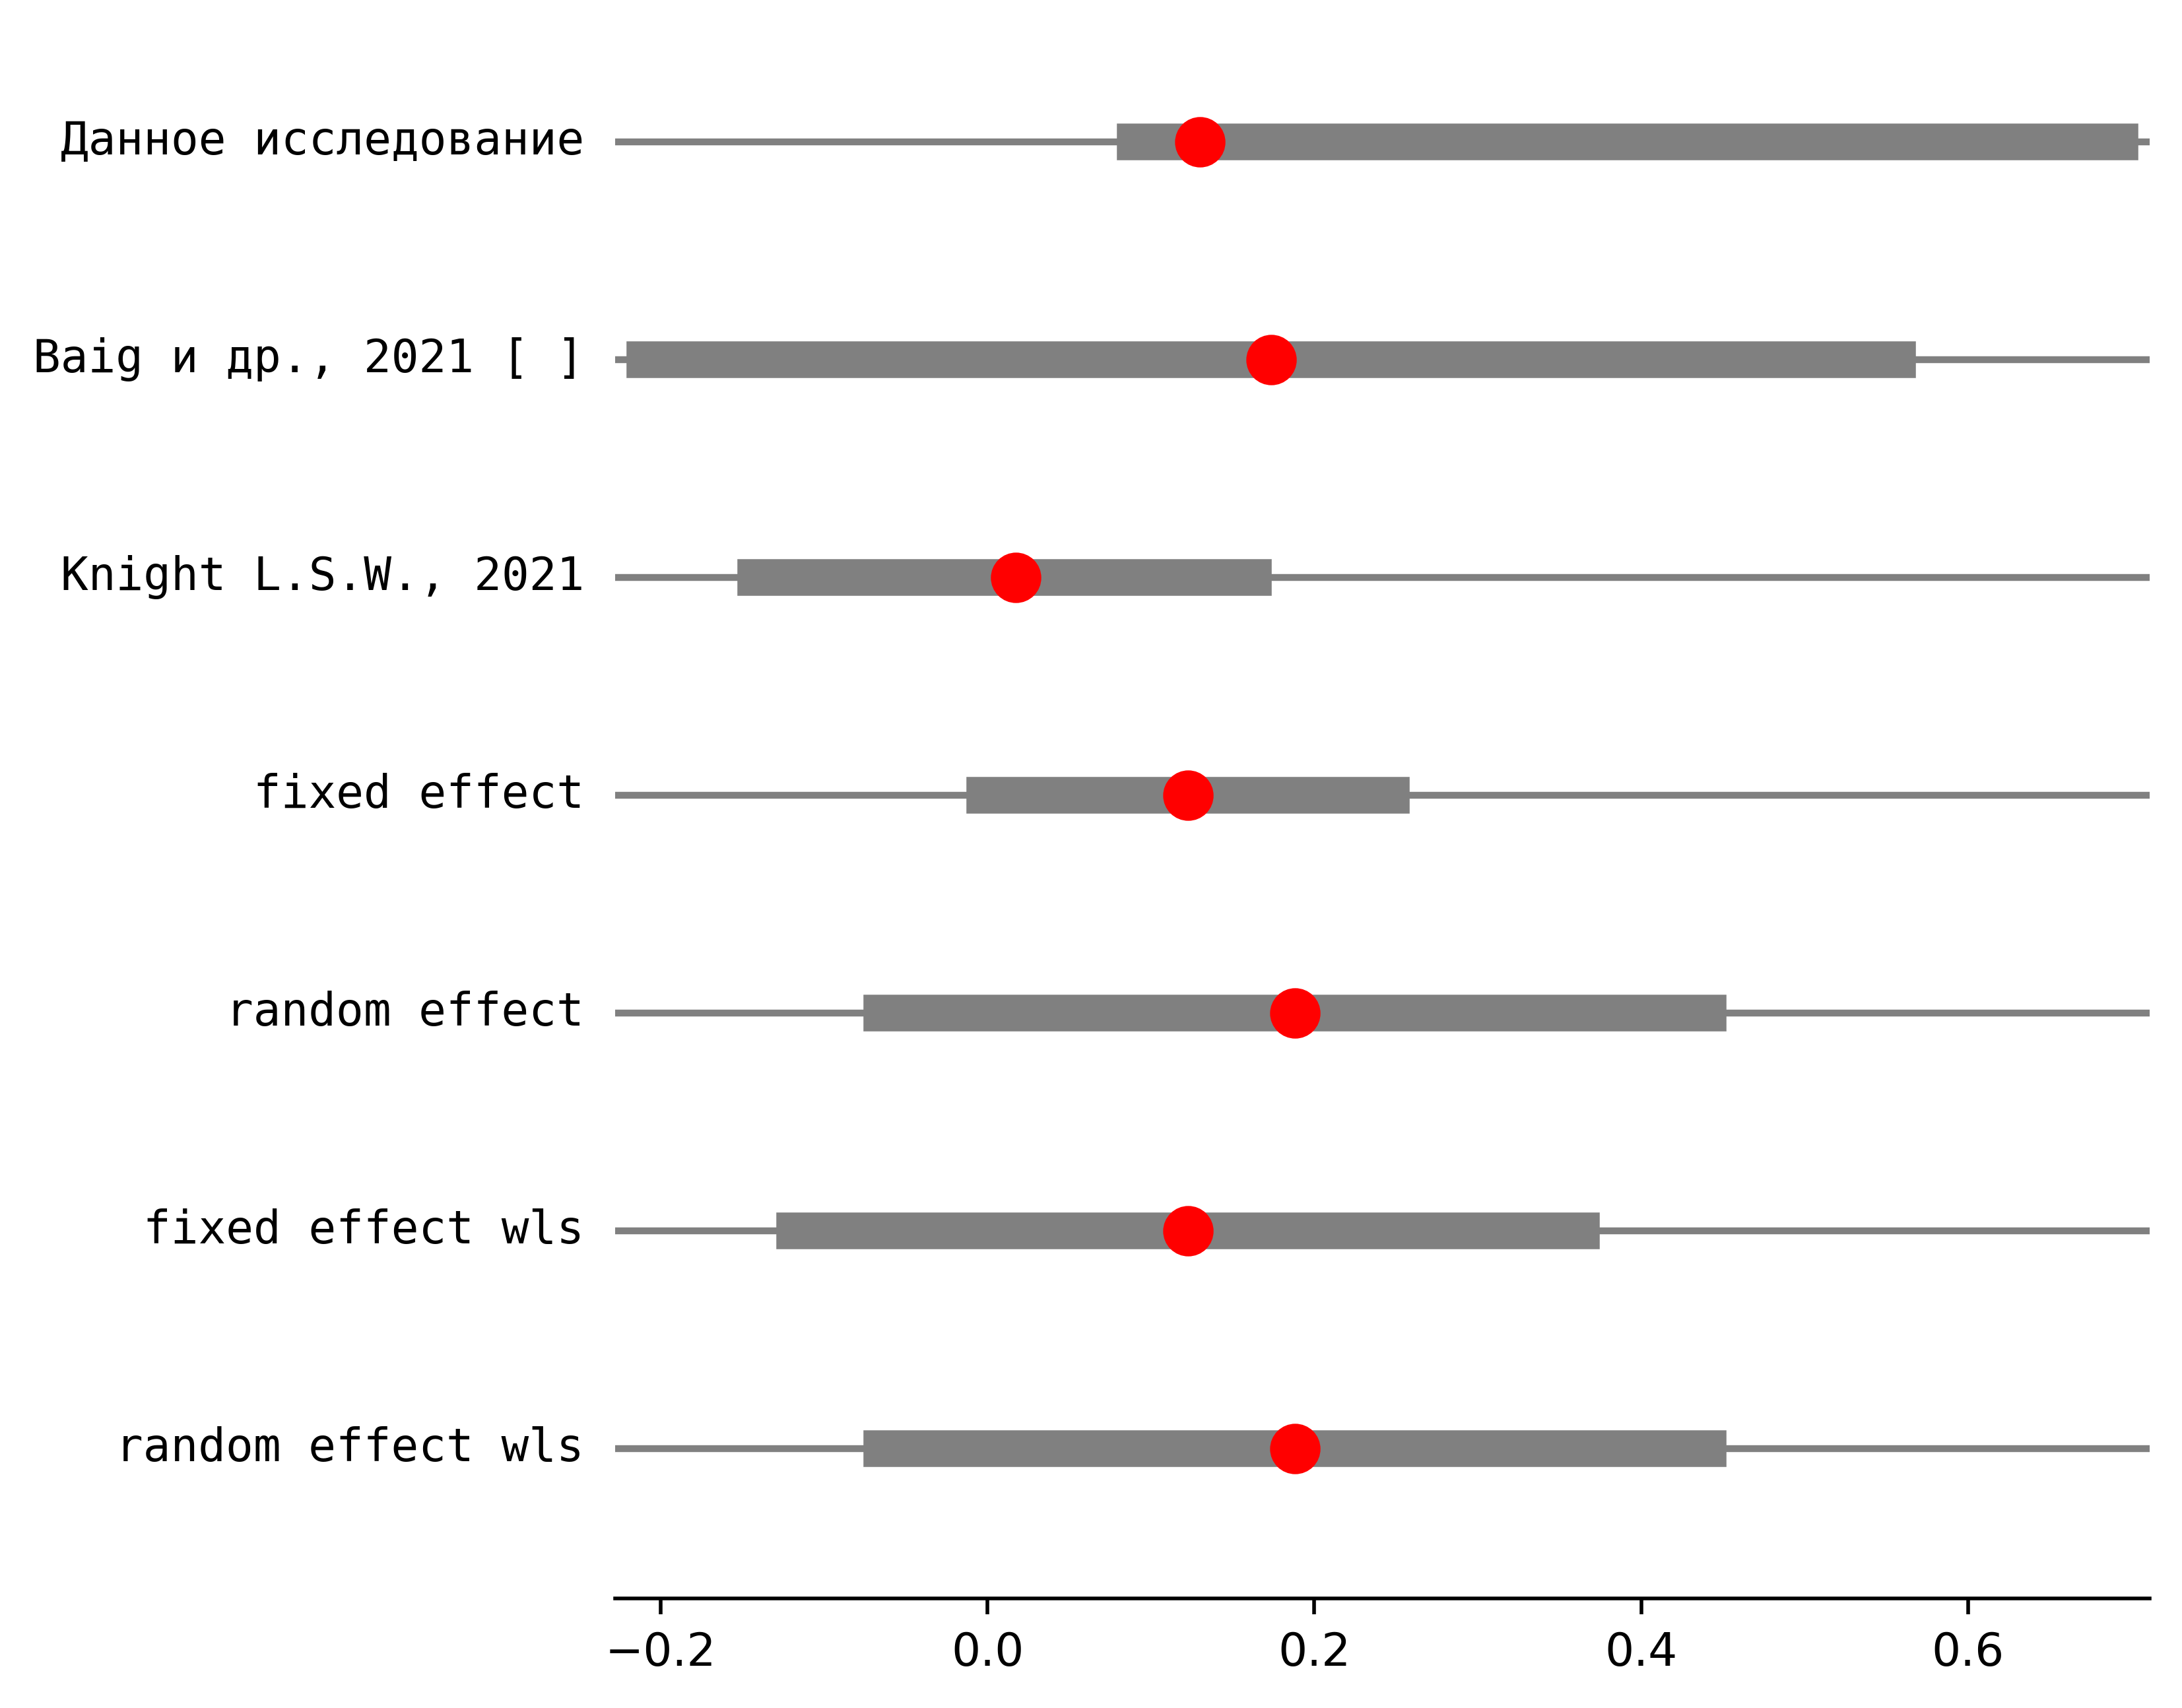 Данное исследование
Baig и др., 2021 [ ]
Knight L.S.W., 2021
fixed effect
random effect
fixed effect wls
random effect wls
−0.2 0.0 0.2 0.4 0.6